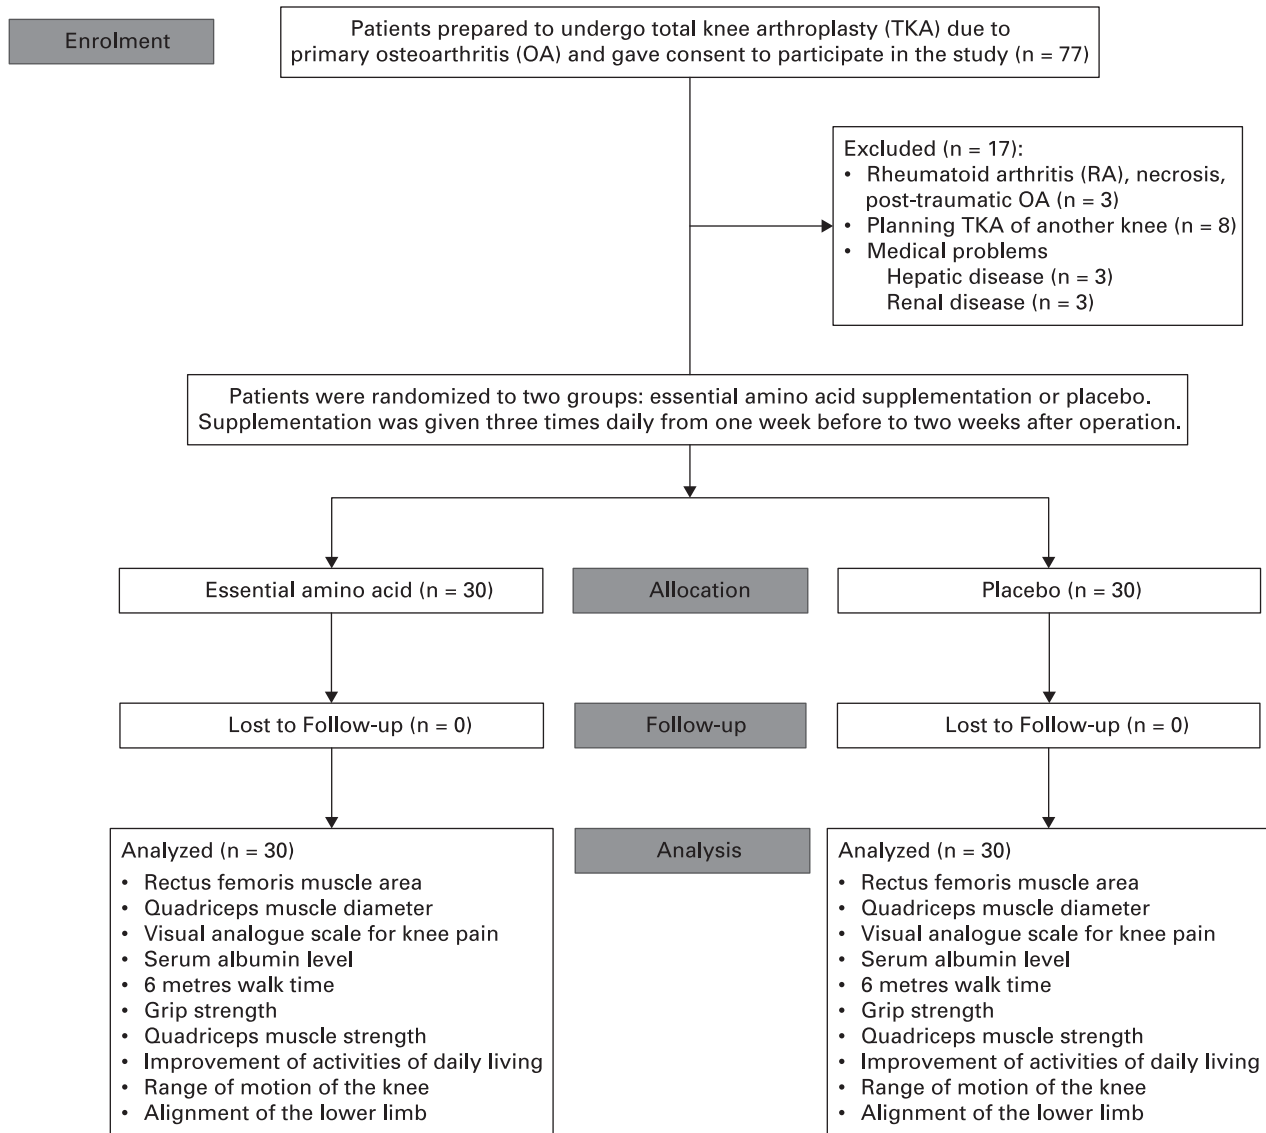 Enrolment
Patients prepared to undergo total knee arthroplasty (TKA) due to
primary osteoarthritis (OA) and gave consent to participate in the study (n = 77)
Excluded (n = 17):
• Rheumatoid arthritis (RA), necrosis,
post-traumatic OA (n = 3)
• Planning TKA of another knee (n = 8)
• Medical problems
Hepatic disease (n = 3)
Renal disease (n = 3)
Patients were randomized to two groups: essential amino acid supplementation or placebo.
Supplementation was given three times daily from one week before to two weeks after operation.
Essential amino acid (n = 30)
Allocation
Placebo (n = 30)
Lost to Follow-up (n = 0)
Follow-up
Lost to Follow-up (n = 0)
Analyzed (n = 30)
• Rectus femoris muscle area
• Quadriceps muscle diameter
• Visual analogue scale for knee pain
• Serum albumin level
• 6 metres walk time
• Grip strength
• Quadriceps muscle strength
• Improvement of activities of daily living
• Range of motion of the knee
• Alignment of the lower limb
Analysis
Analyzed (n = 30)
• Rectus femoris muscle area
• Quadriceps muscle diameter
• Visual analogue scale for knee pain
• Serum albumin level
• 6 metres walk time
• Grip strength
• Quadriceps muscle strength
• Improvement of activities of daily living
• Range of motion of the knee
• Alignment of the lower limb